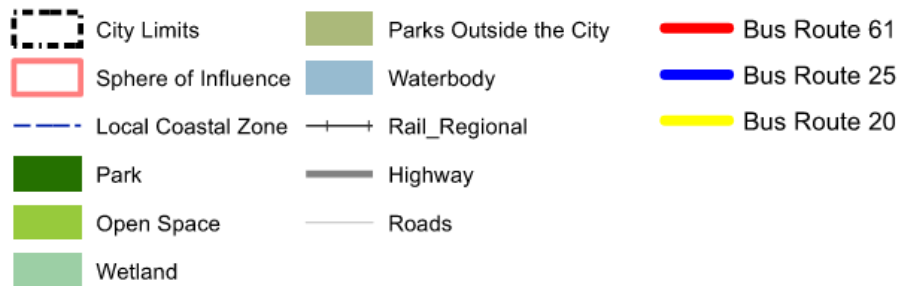 City Limits
Sphere of Influence
Local Coastal Zone
Park
Open Space
Wetland
Parks Outside the City
Waterbody
Rail_Regional
Highway
Roads
Bus Route 61
Bus Route 25
Bus Route 20